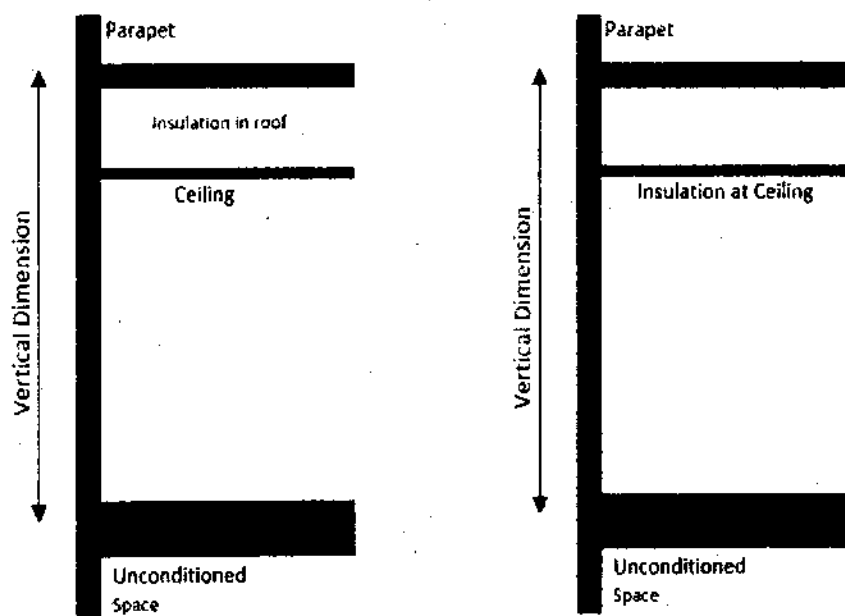 Parapet
Insulation in roof
Ceiling
Vertical Dimension
Unconditioned
Space
Parapet
Insulation at Ceiling
Vertical Dimension
Unconditioned
Space